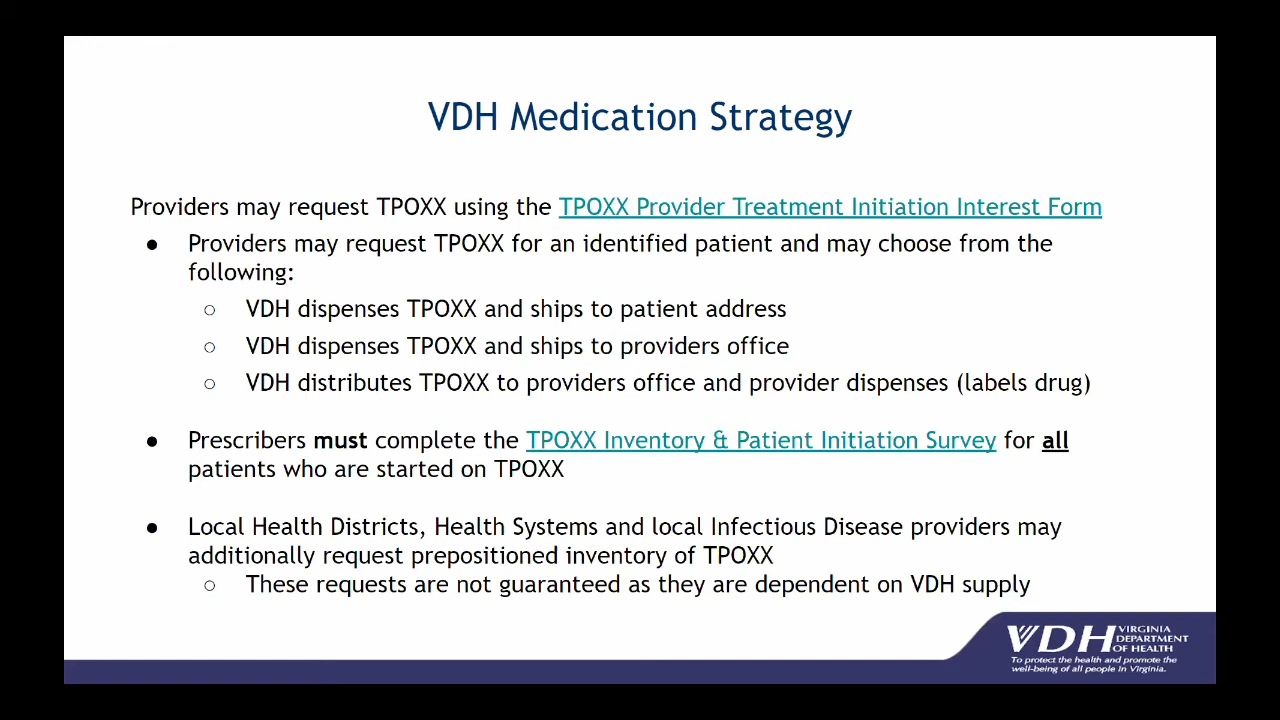 VDH Medication Strategy
Providers may request TPOXX using the TPOXX Provider Treatment Initiation Interest Form
● Providers may request TPOXX for an identified patient and may choose from the
following:
○ VDH dispenses TPOXX and ships to patient address
○ VDH dispenses TPOXX and ships to providers office
○ VDH distributes TPOXX to providers office and provider dispenses (labels drug)
● Prescribers must complete the TPOXX Inventory & Patient Initiation Survey for all
patients who are started on TPOXX
● Local Health Districts, Health Systems and local Infectious Disease providers may
additionally request prepositioned inventory of TPOXX
○ These requests are not guaranteed as they are dependent on VDH supply
VDH VIRGINIA
DEPARTMENT
OF HEALTH
To protect the health and promote the
well-being of all people in Virginia.